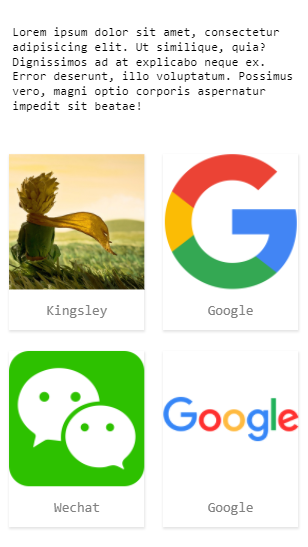 Lorem ipsum dolor sit amet, consectetur
adipisicing elit. Ut similique, quia?
Dignissimos ad at explicabo neque ex.
Error deserunt, illo voluptatum. Possimus
vero, magni optio corporis aspernatur
impedit sit beatae!
Kingsley
Google
Google
Wechat
Google